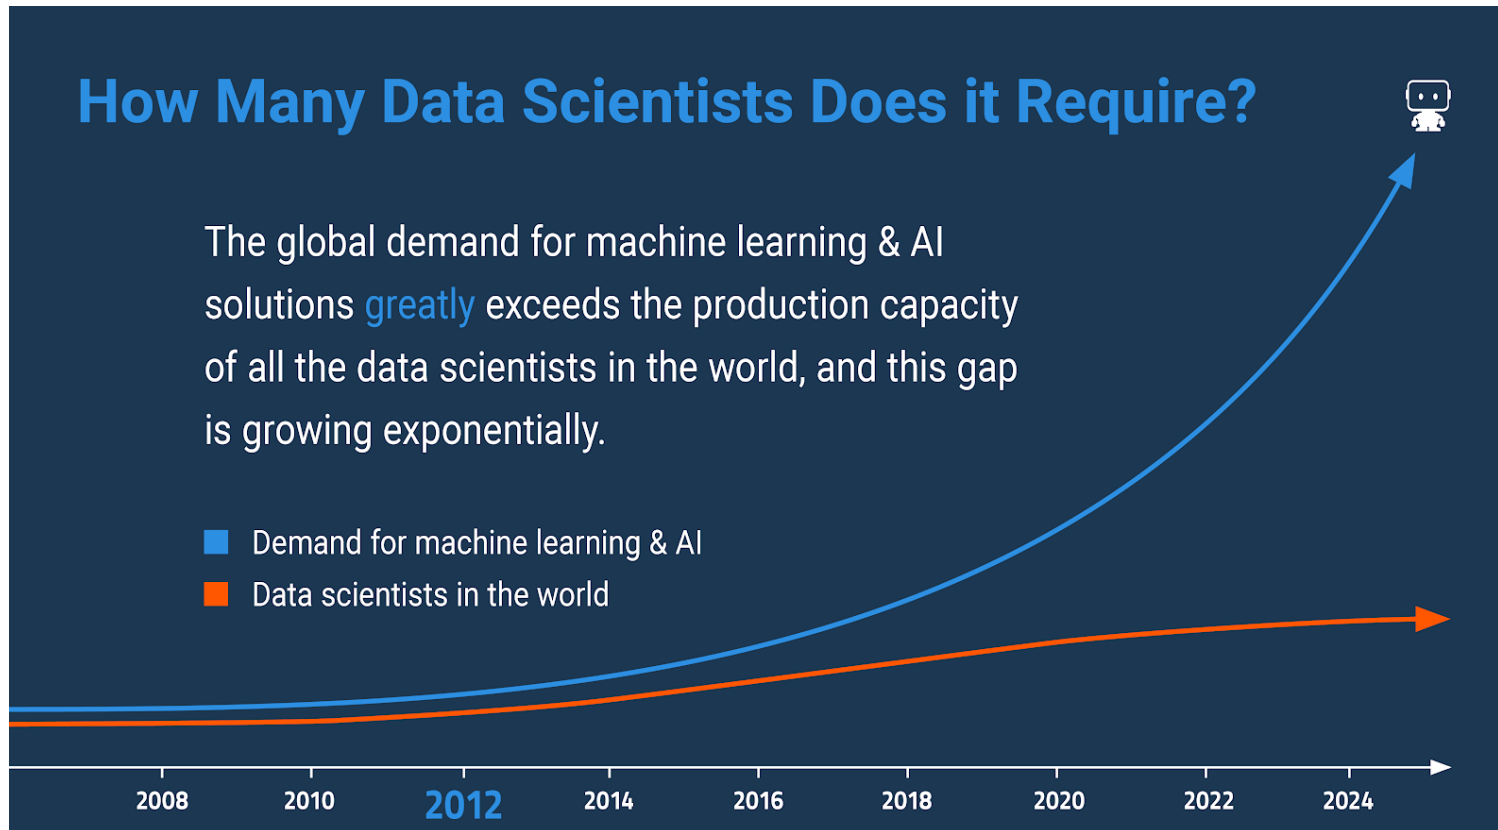 How Many Data Scientists Does it Require?
The global demand for machine learning & AI
solutions greatly exceeds the production capacity
of all the data scientists in the world, and this gap
is growing exponentially.
Demand for machine learning & AI
Data scientists in the world
2008 2010 2012 2014 2016 2018 2020 2022 2024